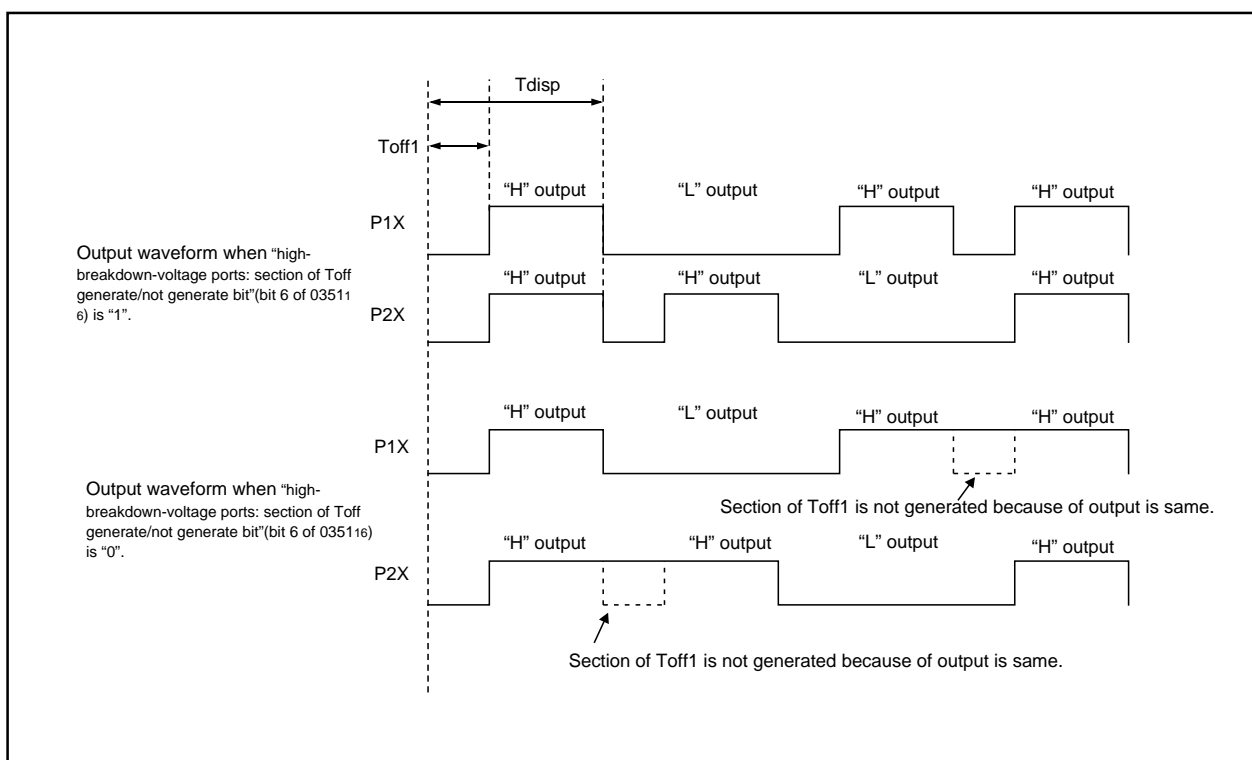 Tdisp
Toff1
“H” output “L” output “H” output “H” output
P1X
Output waveform when “high-
breakdown-voltage ports: section of Toff
generate/not generate bit”(bit 6 of 03511
6) is “1”.
“H” output “H” output “L” output “H” output
P2X
“H” output “L” output “H” output “H” output
P1X
Section of Toff1 is not generated because of output is same.
Output waveform when “high-
breakdown-voltage ports: section of Toff
generate/not generate bit”(bit 6 of 035116)
is “0”.
“H” output “H” output “L” output “H” output
P2X
Section of Toff1 is not generated because of output is same.